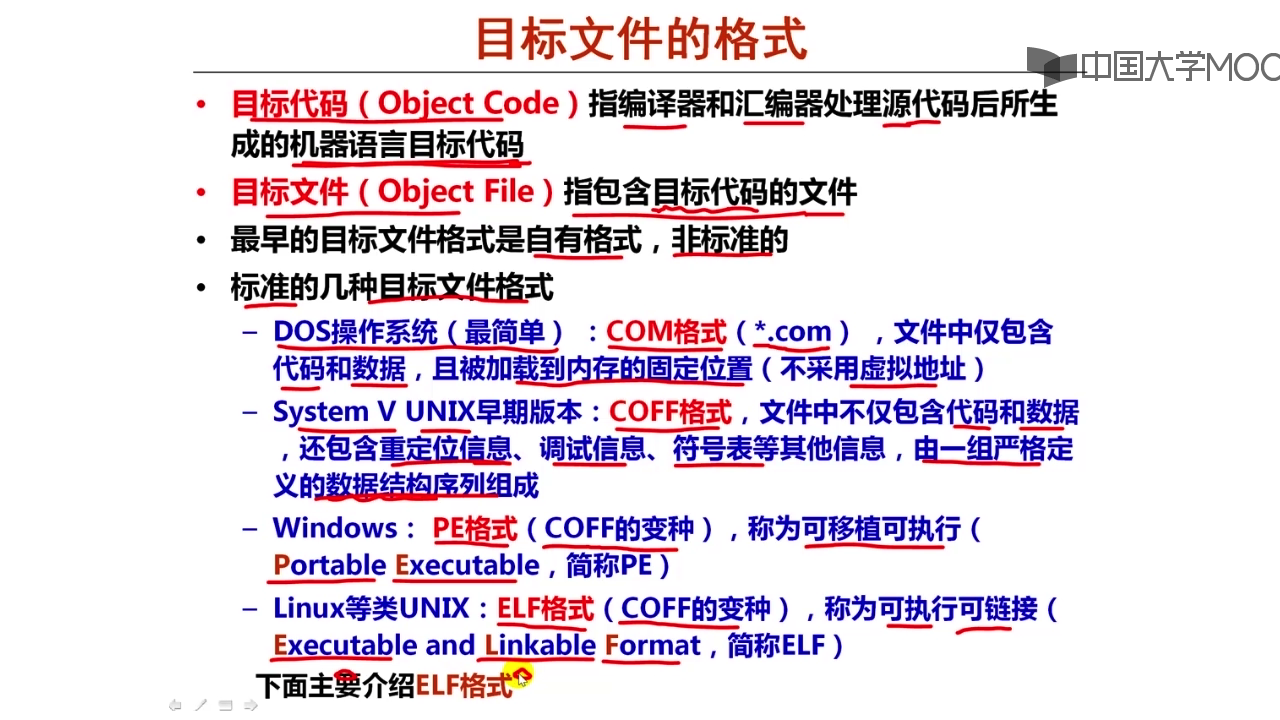 目标文件的格式
中国大学MOO
• 目标代码（Object Code）指编译器和汇编器处理源代码后所生
成的机器语言目标代码
• 目标文件（Object File）指包含目标代码的文件
• 最早的目标文件格式是自有格式，非标准的
• 标准的几种目标文件格式
– DOS操作系统（最简单）：COM格式（*.com），文件中仅包含
代码和数据，且被加载到内存的固定位置（不采用虚拟地址）
– System V UNIX早期版本：COFF格式，文件中不仅包含代码和数据
，还包含重定位信息、调试信息、符号表等其他信息，由一组严格定
义的数据结构序列组成
– Windows： PE格式（COFF的变种），称为可移植可执行（
Portable Executable，简称PE）
– Linux等类UNIX：ELF格式（COFF的变种），称为可执行可链接（
Executable and Linkable Format，简称ELF）
下面主要介绍ELF格式